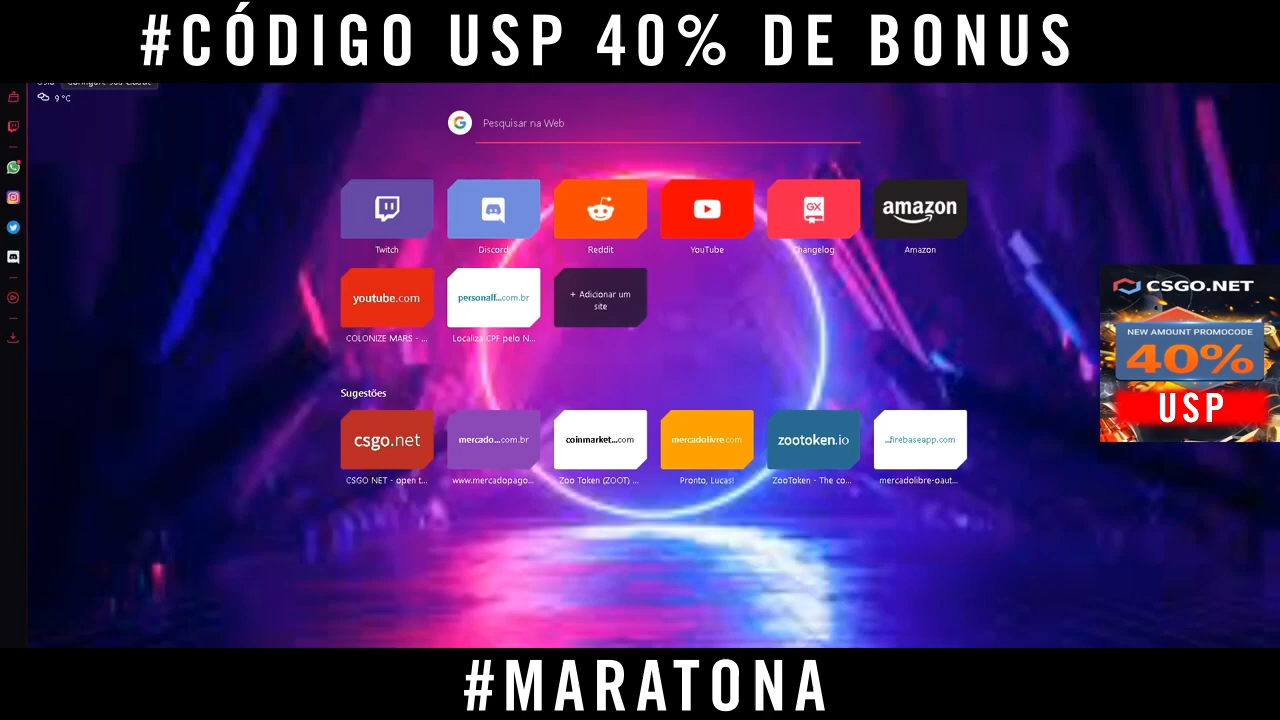 #CÓDIGO USP 40% DE BONUS
9 °C
Pesquisar na Web
Twitch
Discord
Reddit
YouTube
GX
Changelog
amazon
Amazon
youtube.com
COLONIZE MARS - ...
personalf...com.br
Localiza CPF pelo N...
+ Adicionar um
site
CSGO.NET
NEW AMOUNT PROMOCODE
40%
USP
Sugestões
csgo.net
CSGO NET - open t...
mercado...com.br
www.mercadopago...
coinmarket...com
Zoo Token (ZOOT) ...
mercadolivre.com
Pronto, Lucas!
zootoken.io
ZooToken - The co...
...firebaseapp.com
mercadolibre-oaut...
#MARATONA